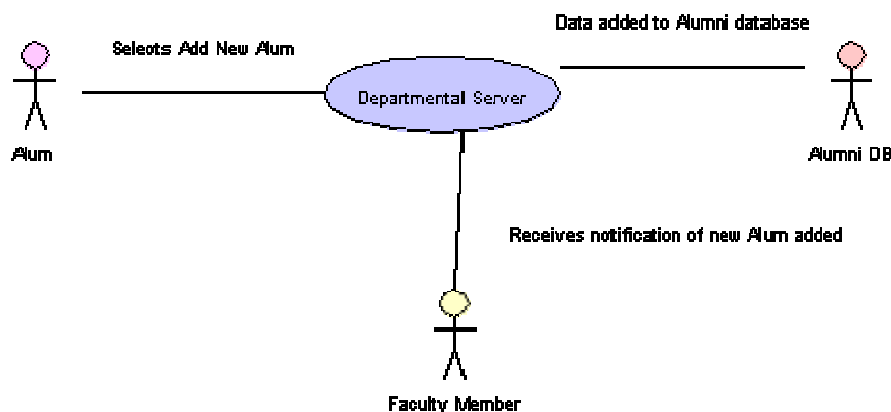 Data added to Alumni database
Selects Add New Alum
Departmental Server
Alum
Alumni DB
Receives notification of new Alum added
Faculty Member